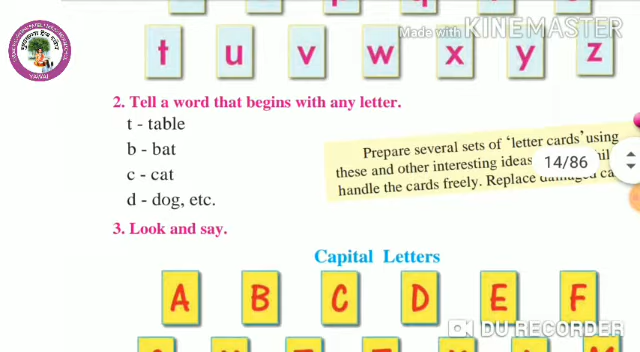 Made with KINEMASTER
t u v w x y z
2. Tell a word that begins with any letter.
t - table
b - bat
c - cat
d - dog, etc.
Prepare several sets of ‘letter cards’ using
these and other interesting ideas
handle the cards freely. Replace damaged
14/86
3. Look and say.
Capital Letters
A B C D E F
DU RECORDER